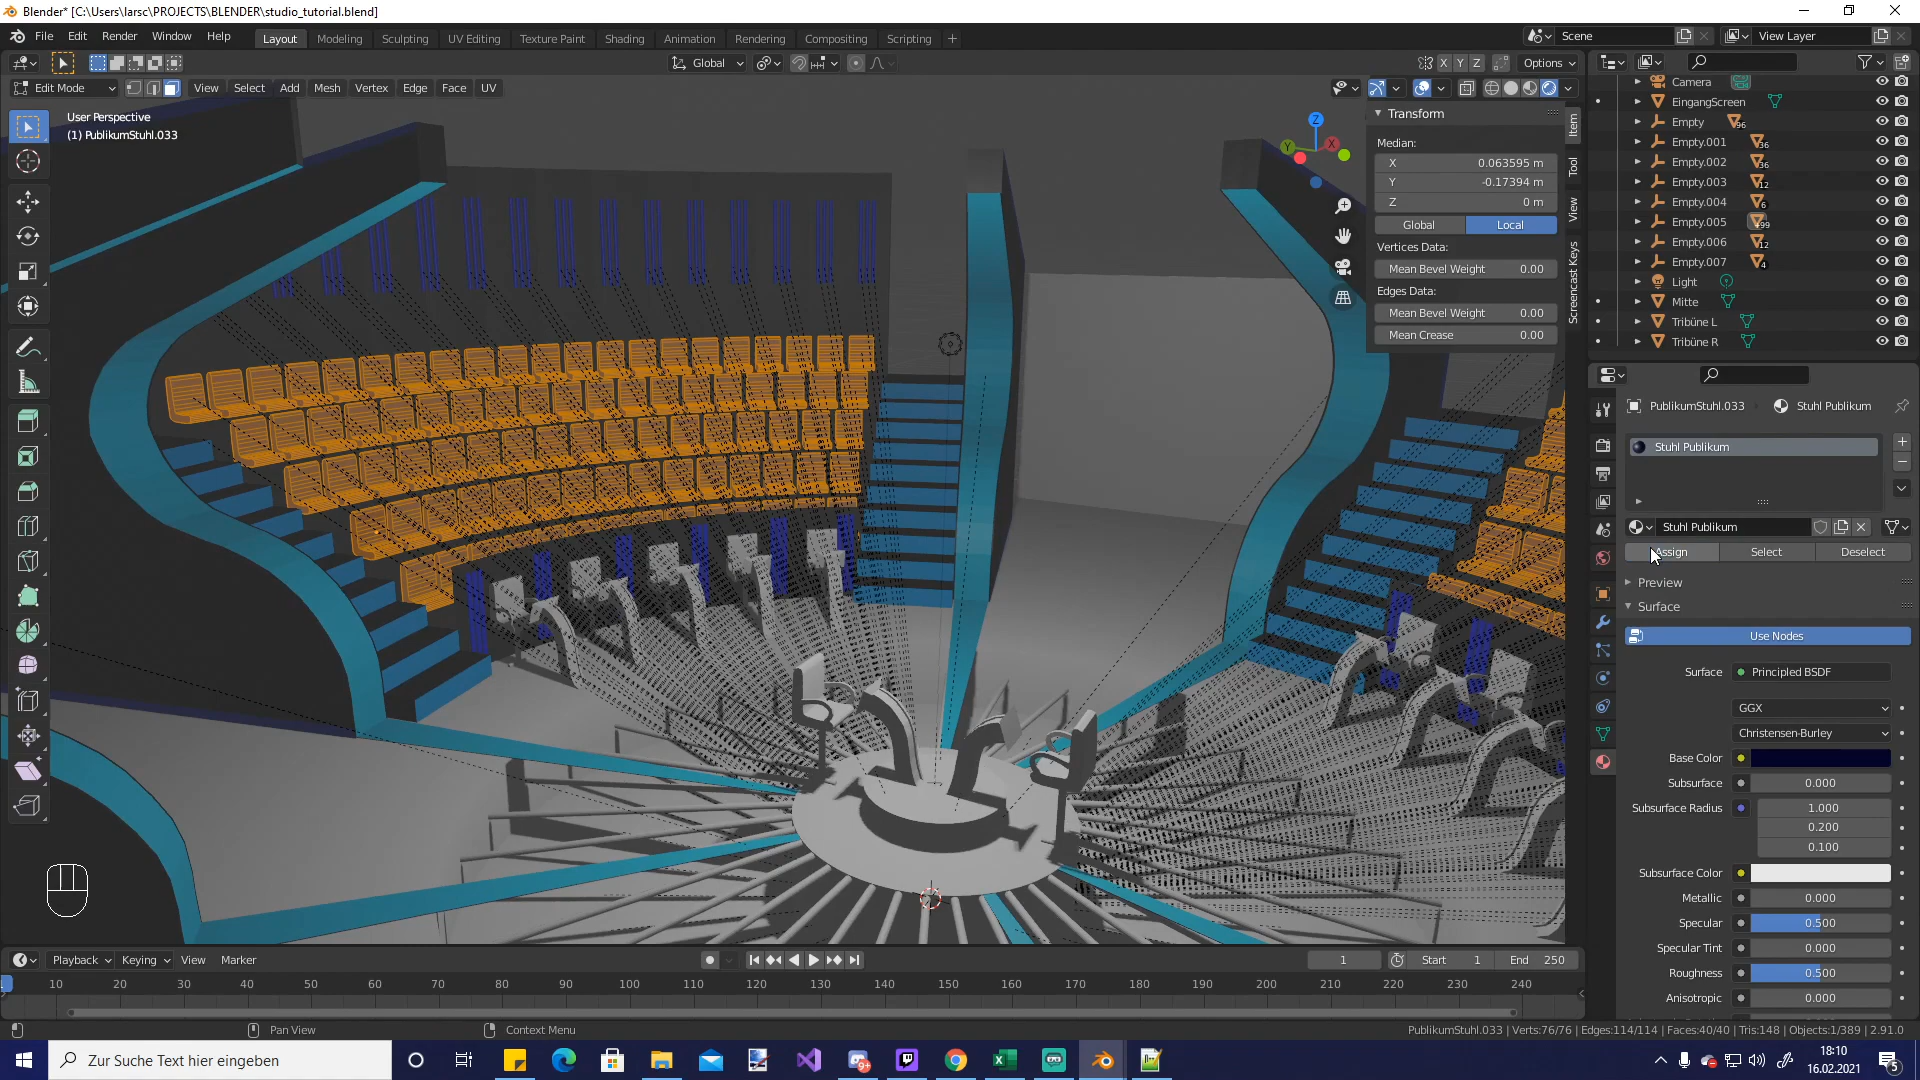 Blender* [C:\Users\larsc\PROJECTS\BLENDER\studio_tutorial.blend]
File Edit Render Window Help
Layout Modeling Sculpting UV Editing Texture Paint Shading Animation Rendering Compositing Scripting +
Scene
View Layer
Global
X Y Z
Options
Edit Mode
View Select Add Mesh Vertex Edge Face UV
User Perspective
(1) PublikumStuhl.033
Transform
Median:
X 0.063595 m
Y -0.17394 m
Z 0 m
Global Local
Vertices Data:
Mean Bevel Weight 0.00
Edges Data:
Mean Bevel Weight 0.00
Mean Crease 0.00
Item
Tool
View
Screencast Keys
Z
Y
X
Camera
EingangScreen
Empty 96
Empty.001 36
Empty.002 36
Empty.003 12
Empty.004 6
Empty.005 99
Empty.006 12
Empty.007 4
Light
Mitte
Tribüne L
Tribüne R
PublikumStuhl.033 Stuhl Publikum
Stuhl Publikum
Stuhl Publikum
Assign Select Deselect
Preview
Surface
Use Nodes
Surface Principled BSDF
GGX
Christensen-Burley
Base Color
Subsurface 0.000
Subsurface Radius 1.000
0.200
0.100
Subsurface Color
Metallic 0.000
Specular 0.500
Specular Tint 0.000
Roughness 0.500
Anisotropic 0.000
Playback Keying View Marker
1 Start 1 End 250
10 20 30 40 50 60 70 80 90 100 110 120 130 140 150 160 170 180 190 200 210 220 230 240
Pan View Context Menu
PublikumStuhl.033 | Verts:76/76 | Edges:114/114 | Faces:40/40 | Tris:148 | Objects:1/389 | 2.91.0
Zur Suche Text hier eingeben
18:10
16.02.2021
5